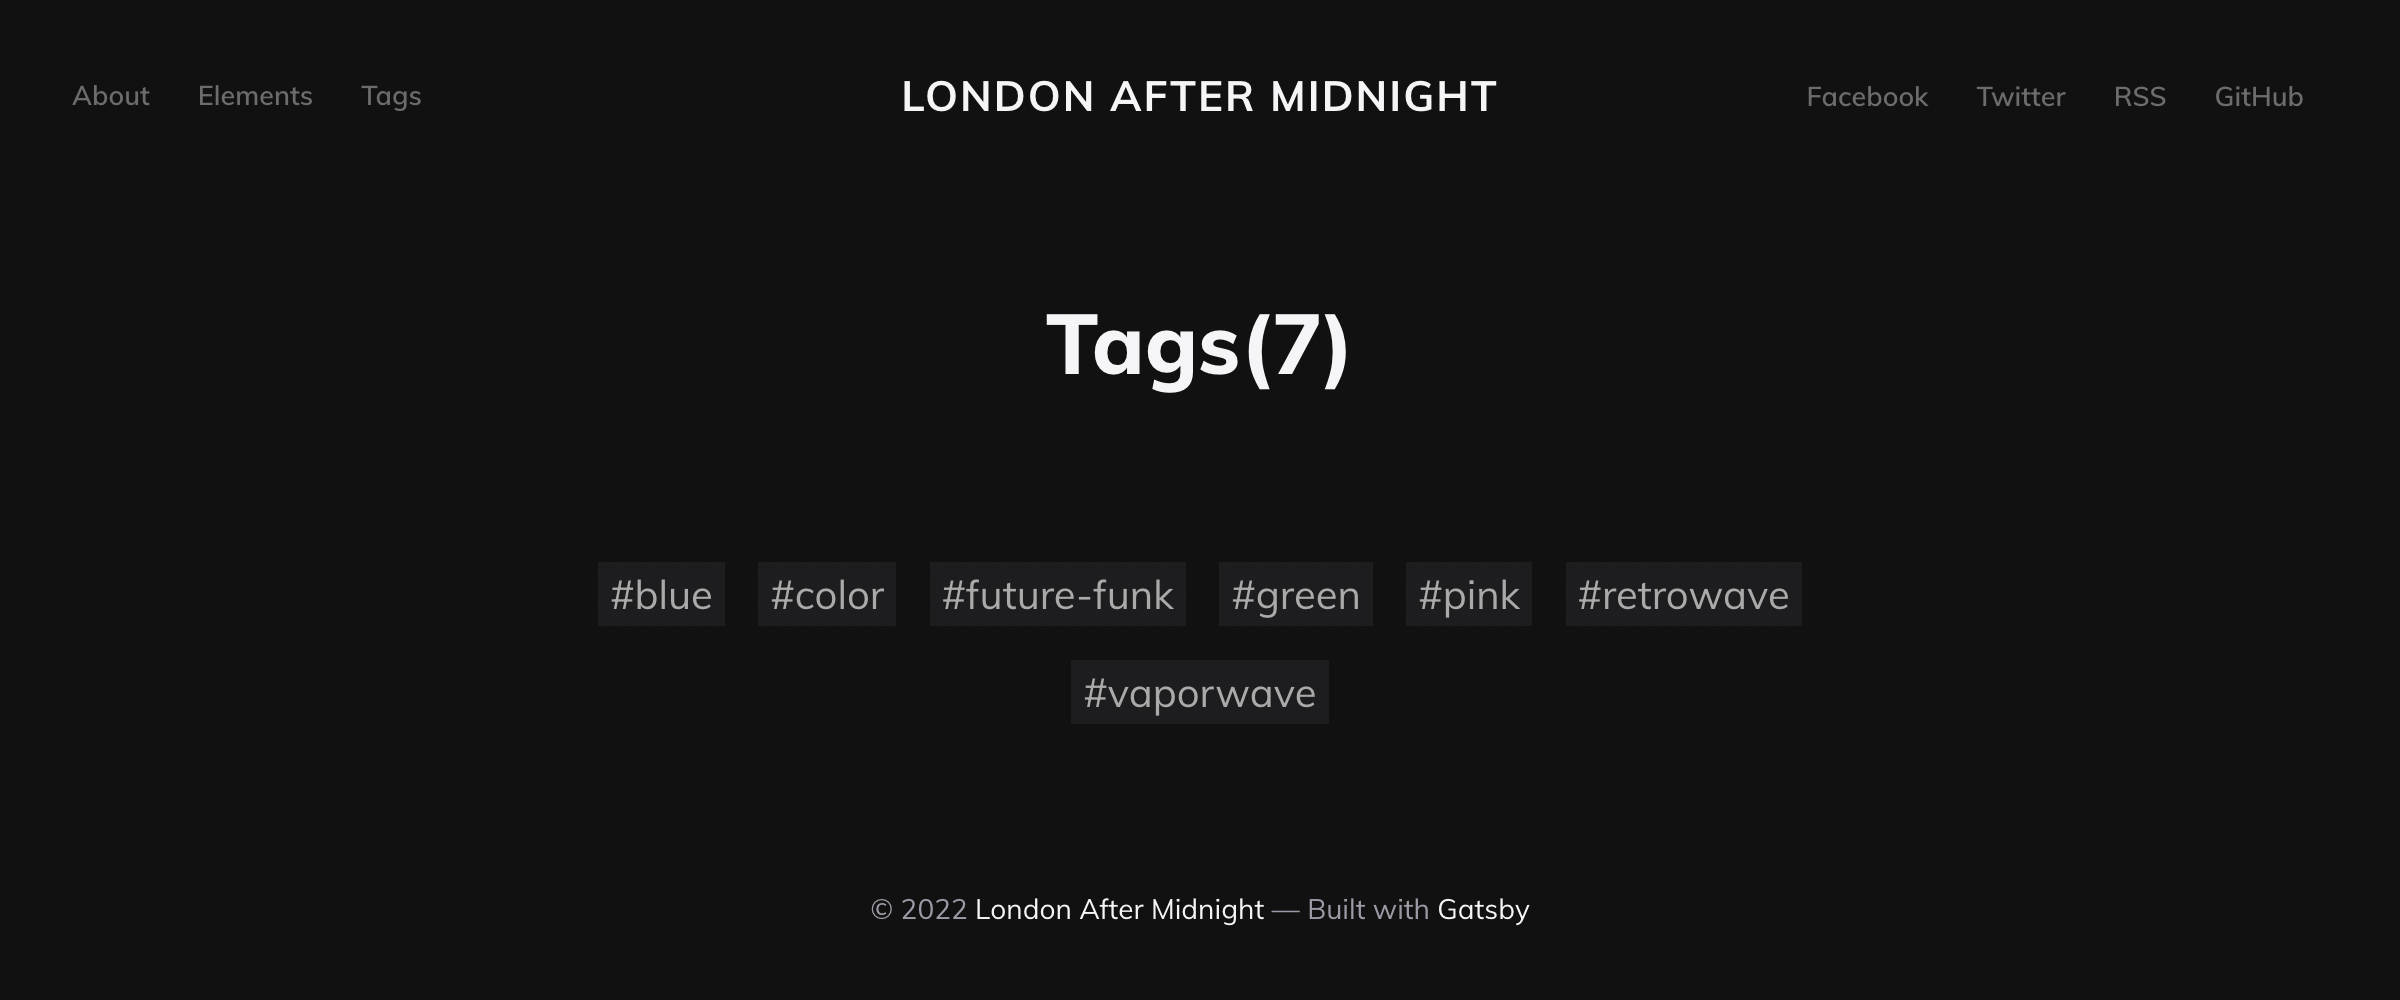 About Elements Tags LONDON AFTER MIDNIGHT Facebook Twitter RSS GitHub
Tags(7)
#blue #color #future-funk #green #pink #retrowave
#vaporwave
© 2022 London After Midnight — Built with Gatsby